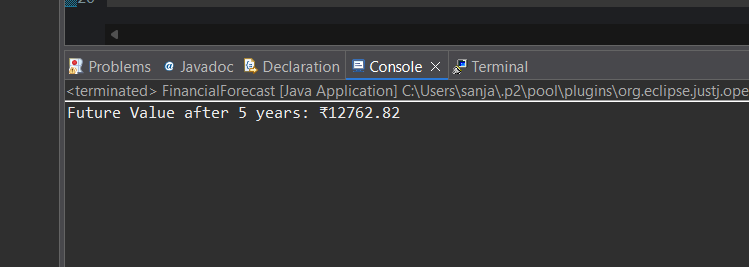 20
Problems @ Javadoc Declaration Console Terminal
<terminated> FinancialForecast [Java Application] C:\Users\sanja\.p2\pool\plugins\org.eclipse.justj.ope
Future Value after 5 years: ₹12762.82